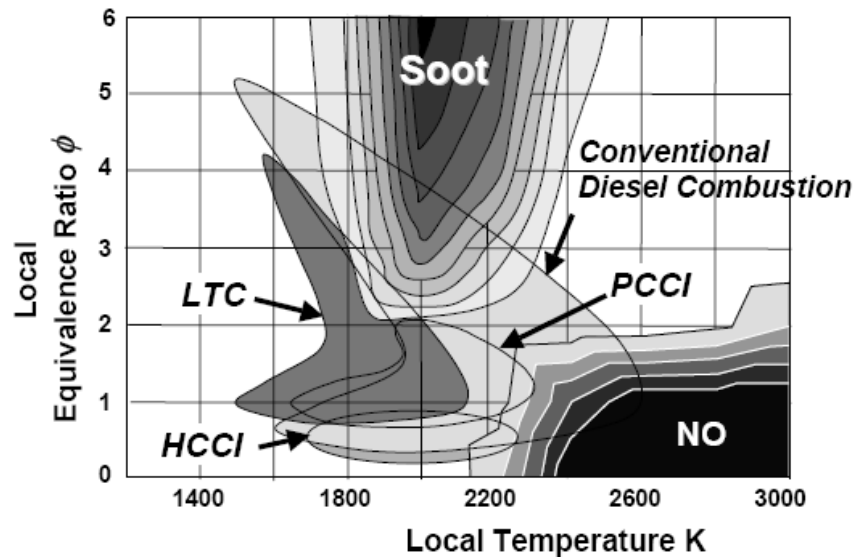 6
Soot
5
Conventional
Diesel Combustion
4
Local
Equivalence Ratio ϕ
3
LTC
PCCI
2
1
HCCI
NO
0
1400 1800 2200 2600 3000
Local Temperature K